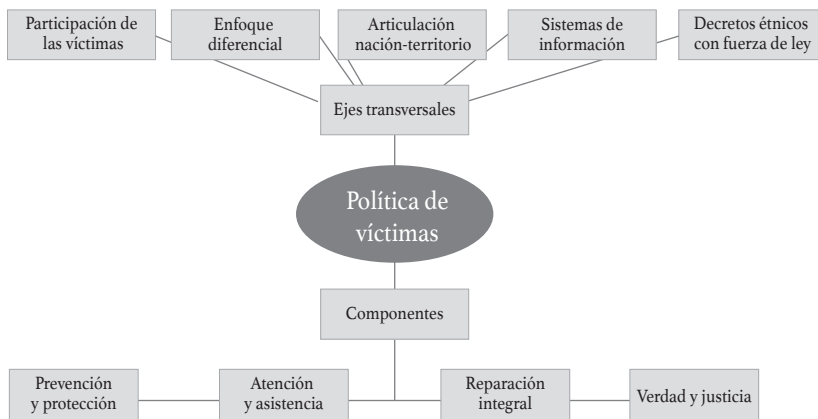 Participación de
las víctimas
Enfoque
diferencial
Articulación
nación-territorio
Sistemas de
información
Decretos étnicos
con fuerza de ley
Ejes transversales
Política de
víctimas
Componentes
Prevención
y protección
Atención
y asistencia
Reparación
integral
Verdad y justicia